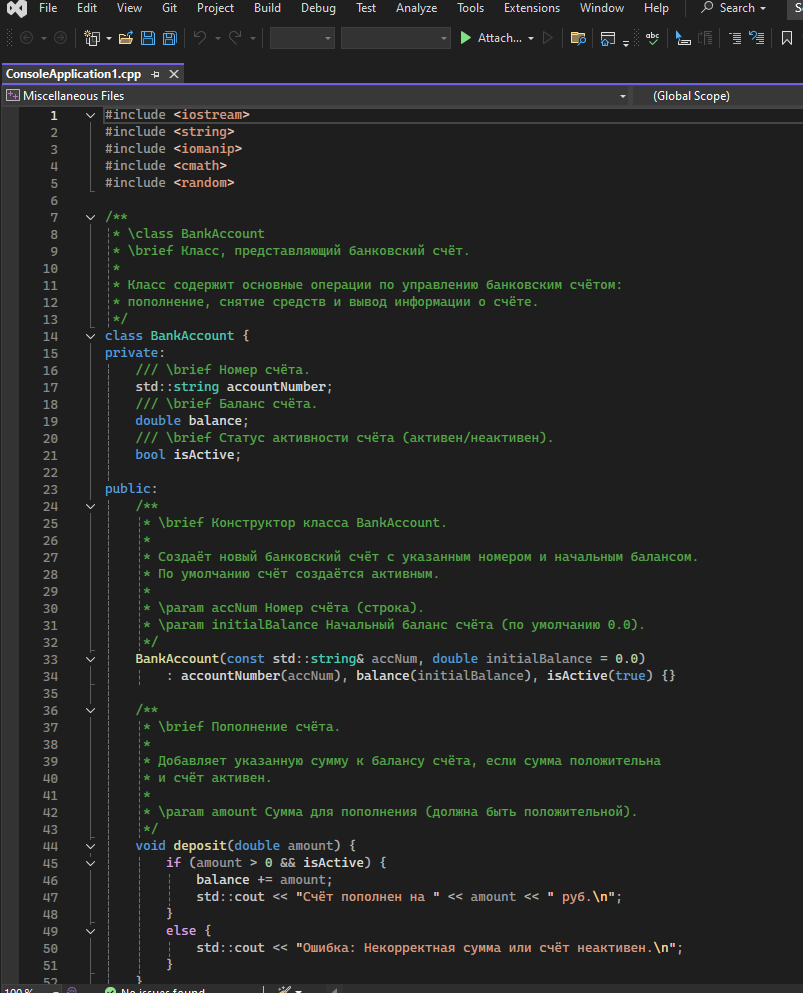 File Edit View Git Project Build Debug Test Analyze Tools Extensions Window Help Search
Attach...
ConsoleApplication1.cpp
Miscellaneous Files (Global Scope)
1 #include <iostream>
2 #include <string>
3 #include <iomanip>
4 #include <cmath>
5 #include <random>
6
7 /**
8 * \class BankAccount
9 * \brief Класс, представляющий банковский счёт.
10 *
11 * Класс содержит основные операции по управлению банковским счётом:
12 * пополнение, снятие средств и вывод информации о счёте.
13 */
14 class BankAccount {
15 private:
16 /// \brief Номер счёта.
17 std::string accountNumber;
18 /// \brief Баланс счёта.
19 double balance;
20 /// \brief Статус активности счёта (активен/неактивен).
21 bool isActive;
22
23 public:
24 /**
25 * \brief Конструктор класса BankAccount.
26 *
27 * Создаёт новый банковский счёт с указанным номером и начальным балансом.
28 * По умолчанию счёт создаётся активным.
29 *
30 * \param accNum Номер счёта (строка).
31 * \param initialBalance Начальный баланс счёта (по умолчанию 0.0).
32 */
33 BankAccount(const std::string& accNum, double initialBalance = 0.0)
34 : accountNumber(accNum), balance(initialBalance), isActive(true) {}
35
36 /**
37 * \brief Пополнение счёта.
38 *
39 * Добавляет указанную сумму к балансу счёта, если сумма положительна
40 * и счёт активен.
41 *
42 * \param amount Сумма для пополнения (должна быть положительной).
43 */
44 void deposit(double amount) {
45 if (amount > 0 && isActive) {
46 balance += amount;
47 std::cout << "Счёт пополнен на " << amount << " руб.\n";
48 }
49 else {
50 std::cout << "Ошибка: Некорректная сумма или счёт неактивен.\n";
51 }
52 }
100% No issues found